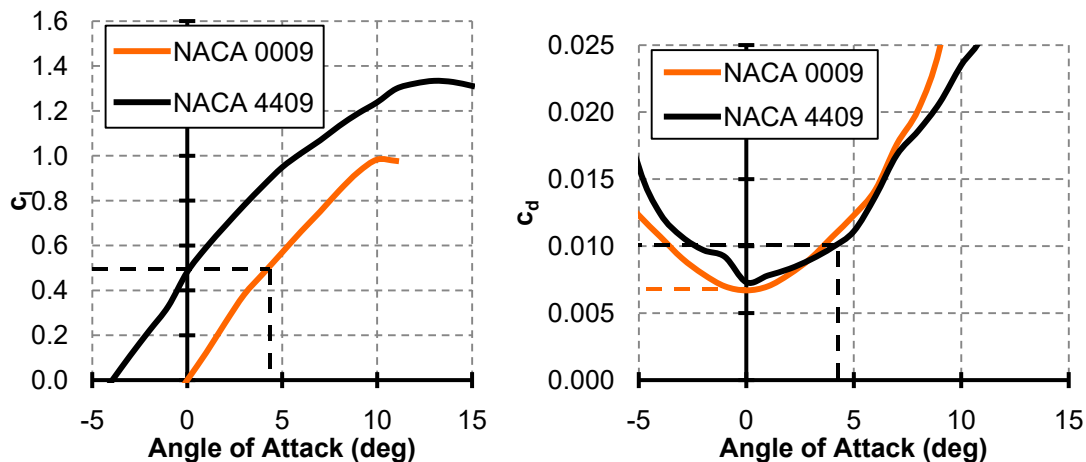 1.6
1.4
1.2
1.0
0.8
0.6
0.4
0.2
0.0
c_l
NACA 0009
NACA 4409
-5 0 5 10 15
Angle of Attack (deg)
0.025
0.020
0.015
0.010
0.005
0.000
c_d
NACA 0009
NACA 4409
-5 0 5 10 15
Angle of Attack (deg)